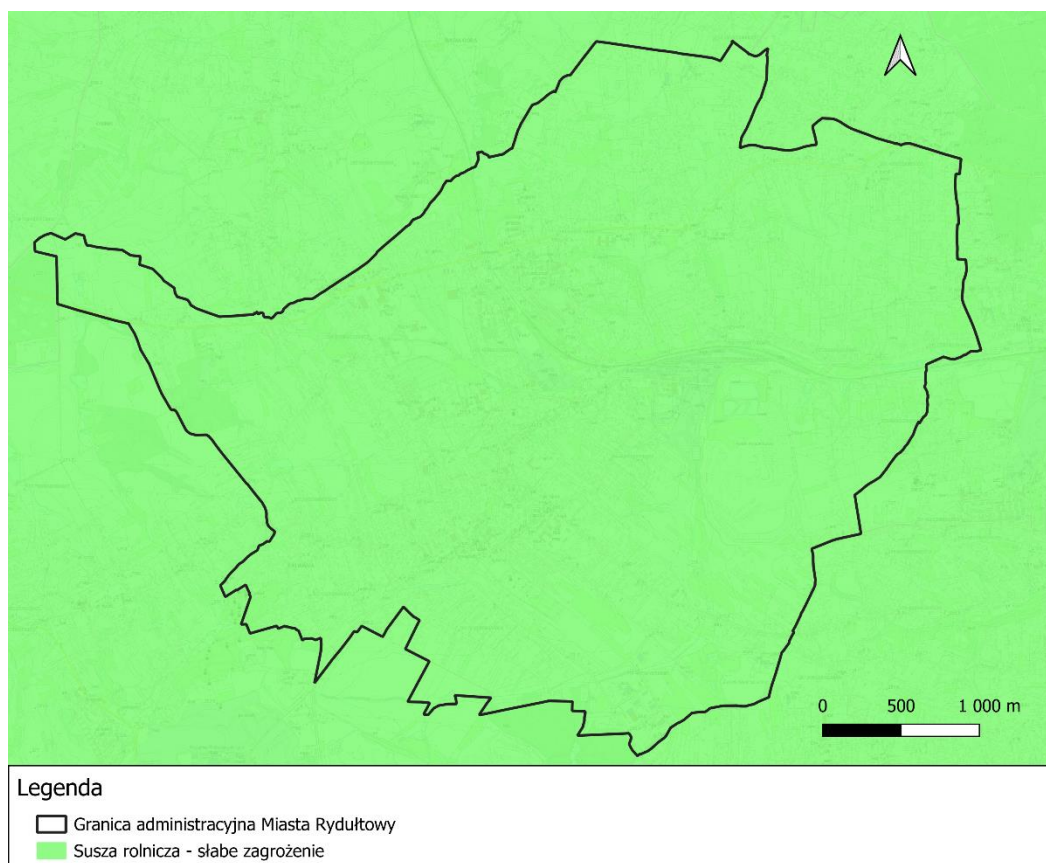 0 500 1 000 m
Legenda
Granica administracyjna Miasta Rydułtowy
Susza rolnicza - słabe zagrożenie